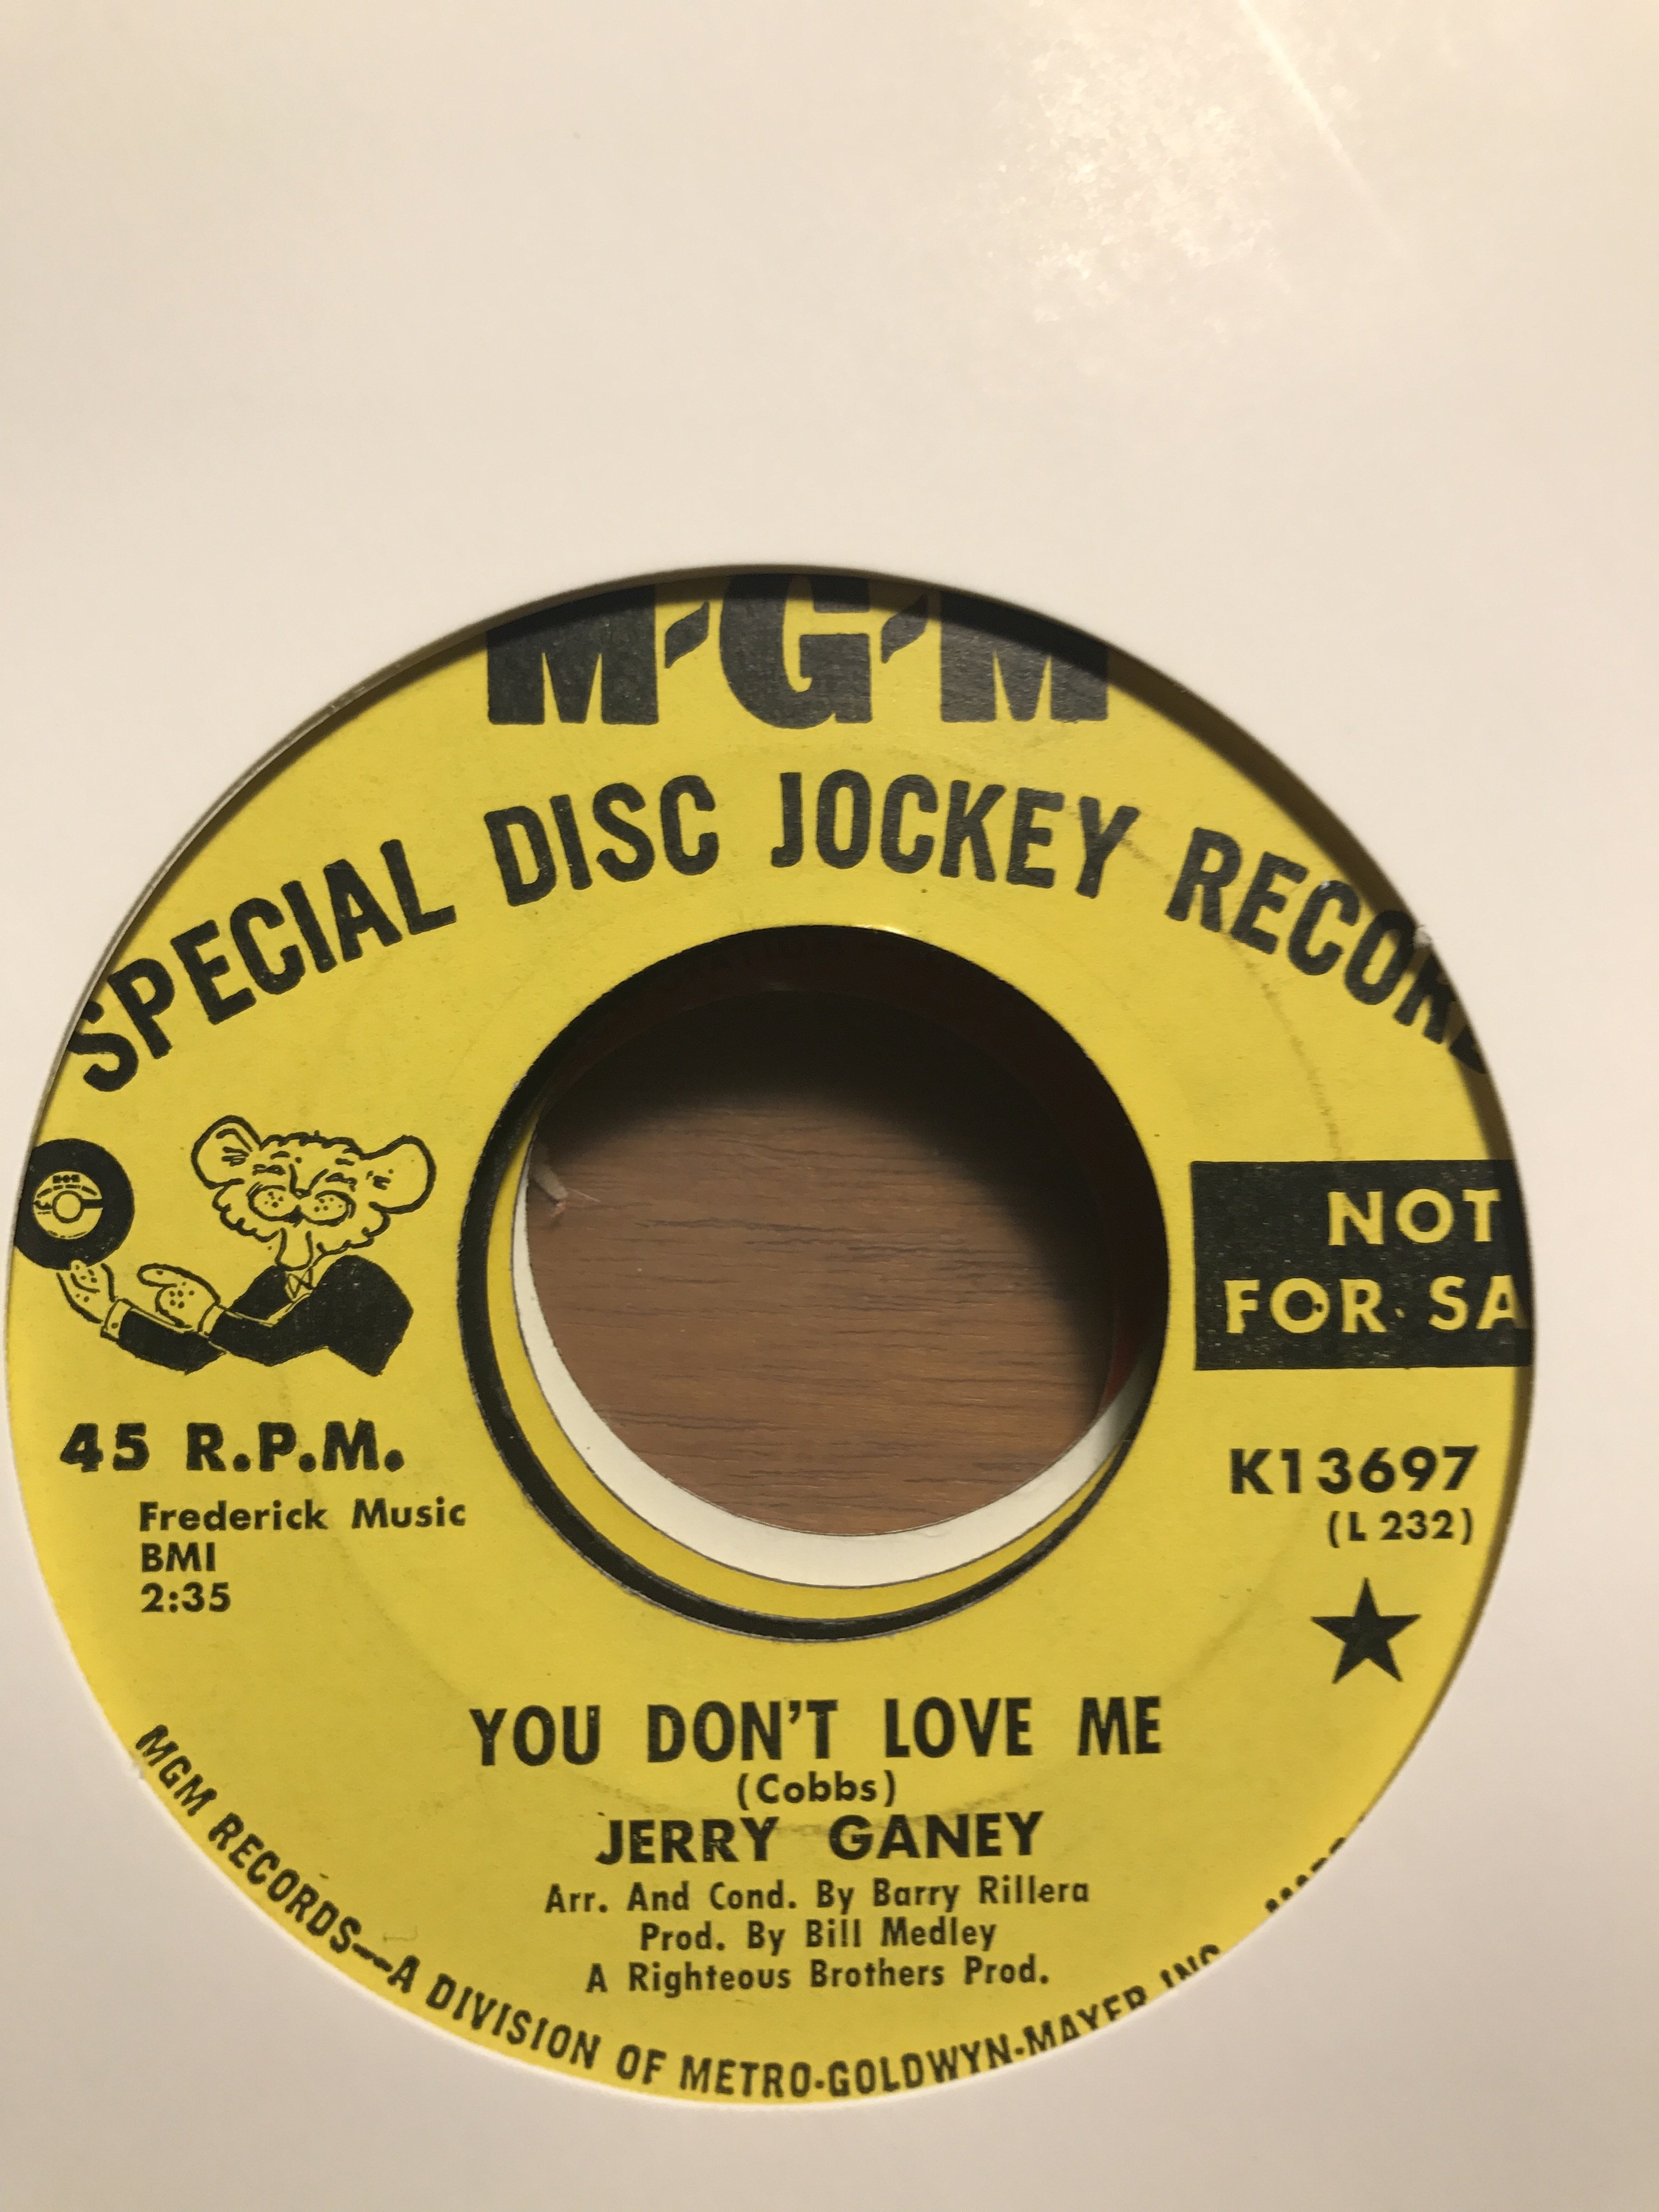 M-G-M
SPECIAL DISC JOCKEY RECORD
NOT
FOR SA
45 R.P.M.
Frederick Music
BMI
2:35
K13697
(L 232)
YOU DON'T LOVE ME
(Cobbs)
JERRY GANEY
Arr. And Cond. By Barry Rillera
Prod. By Bill Medley
A Righteous Brothers Prod.
MGM RECORDS—A DIVISION OF METRO-GOLDWYN-MAYER INC